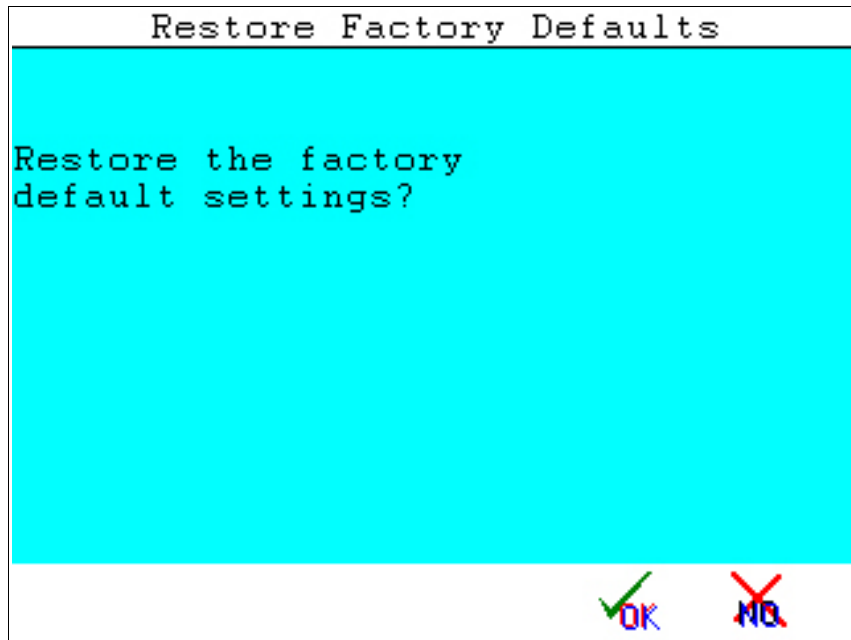 Restore Factory Defaults
Restore the factory
default settings?
OK NO